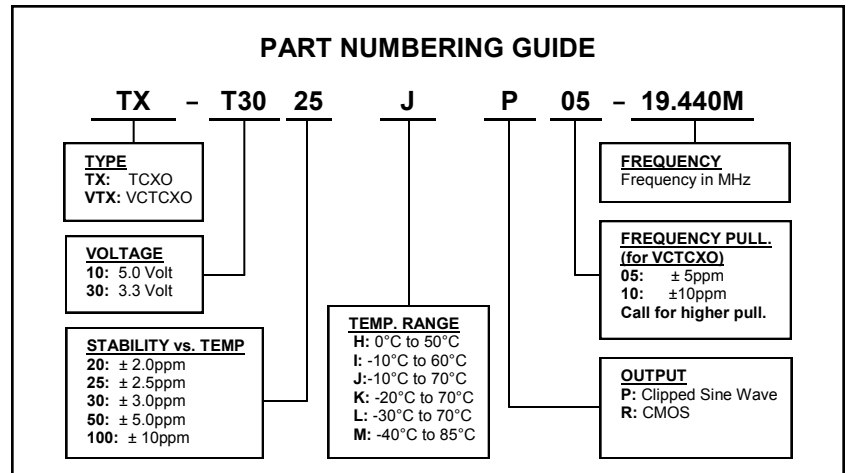 PART NUMBERING GUIDE
TX – T30 25 J P 05 – 19.440M
TYPE
TX: TCXO
VTX: VCTCXO
VOLTAGE
10: 5.0 Volt
30: 3.3 Volt
STABILITY vs. TEMP
20: ± 2.0ppm
25: ± 2.5ppm
30: ± 3.0ppm
50: ± 5.0ppm
100: ± 10ppm
TEMP. RANGE
H: 0°C to 50°C
I: -10°C to 60°C
J:-10°C to 70°C
K: -20°C to 70°C
L: -30°C to 70°C
M: -40°C to 85°C
FREQUENCY
Frequency in MHz
FREQUENCY PULL.
(for VCTCXO)
05: ± 5ppm
10: ±10ppm
Call for higher pull.
OUTPUT
P: Clipped Sine Wave
R: CMOS